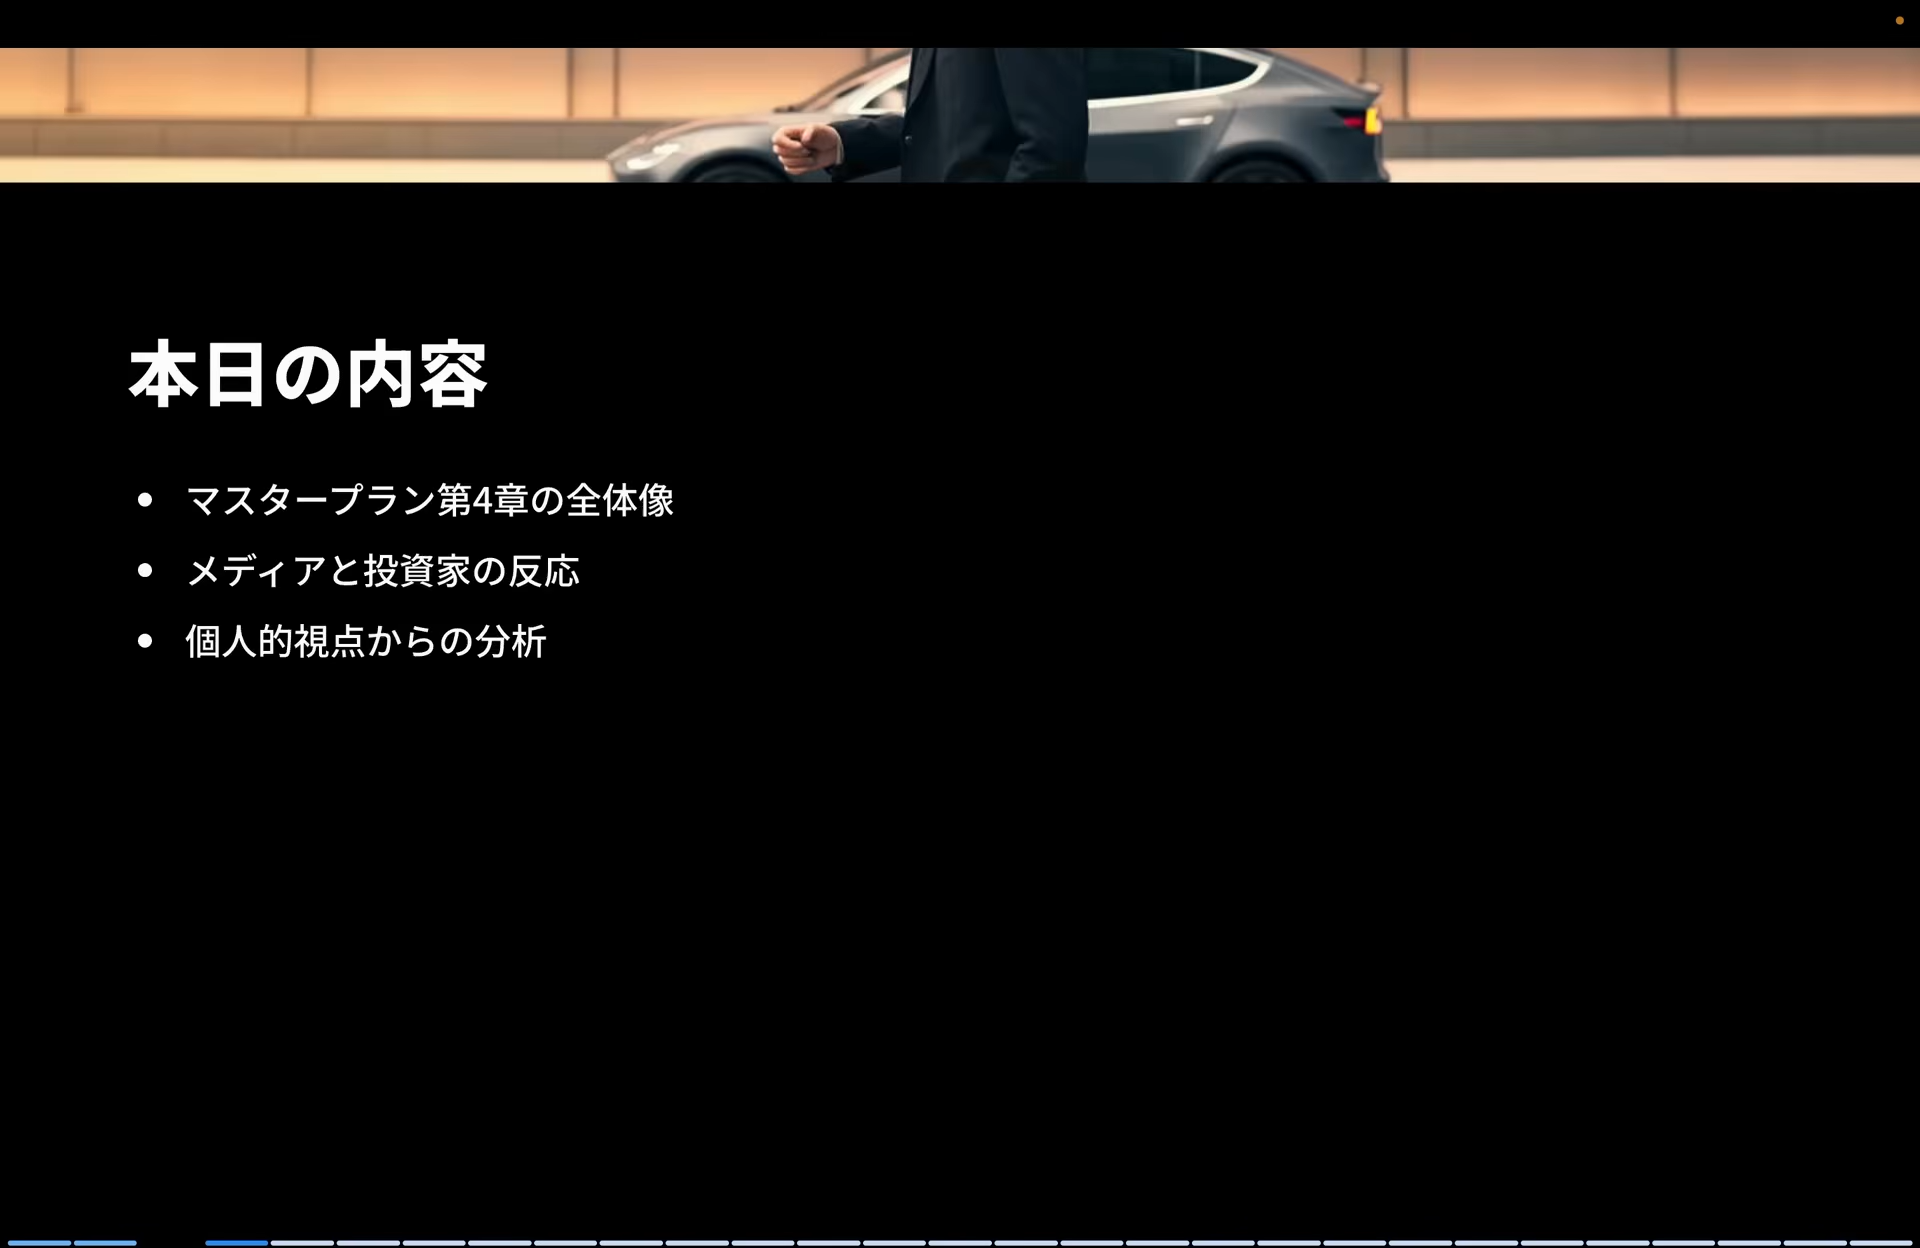 本日の内容
マスタープラン第4章の全体像
メディアと投資家の反応
個人的視点からの分析